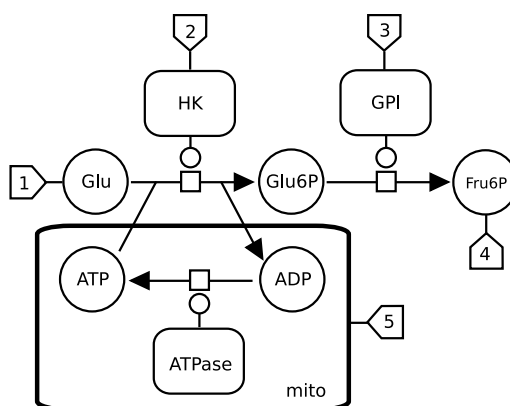 2
3
HK
GPI
1
Glu
Glu6P
Fru6P
4
ATP
ADP
5
ATPase
mito